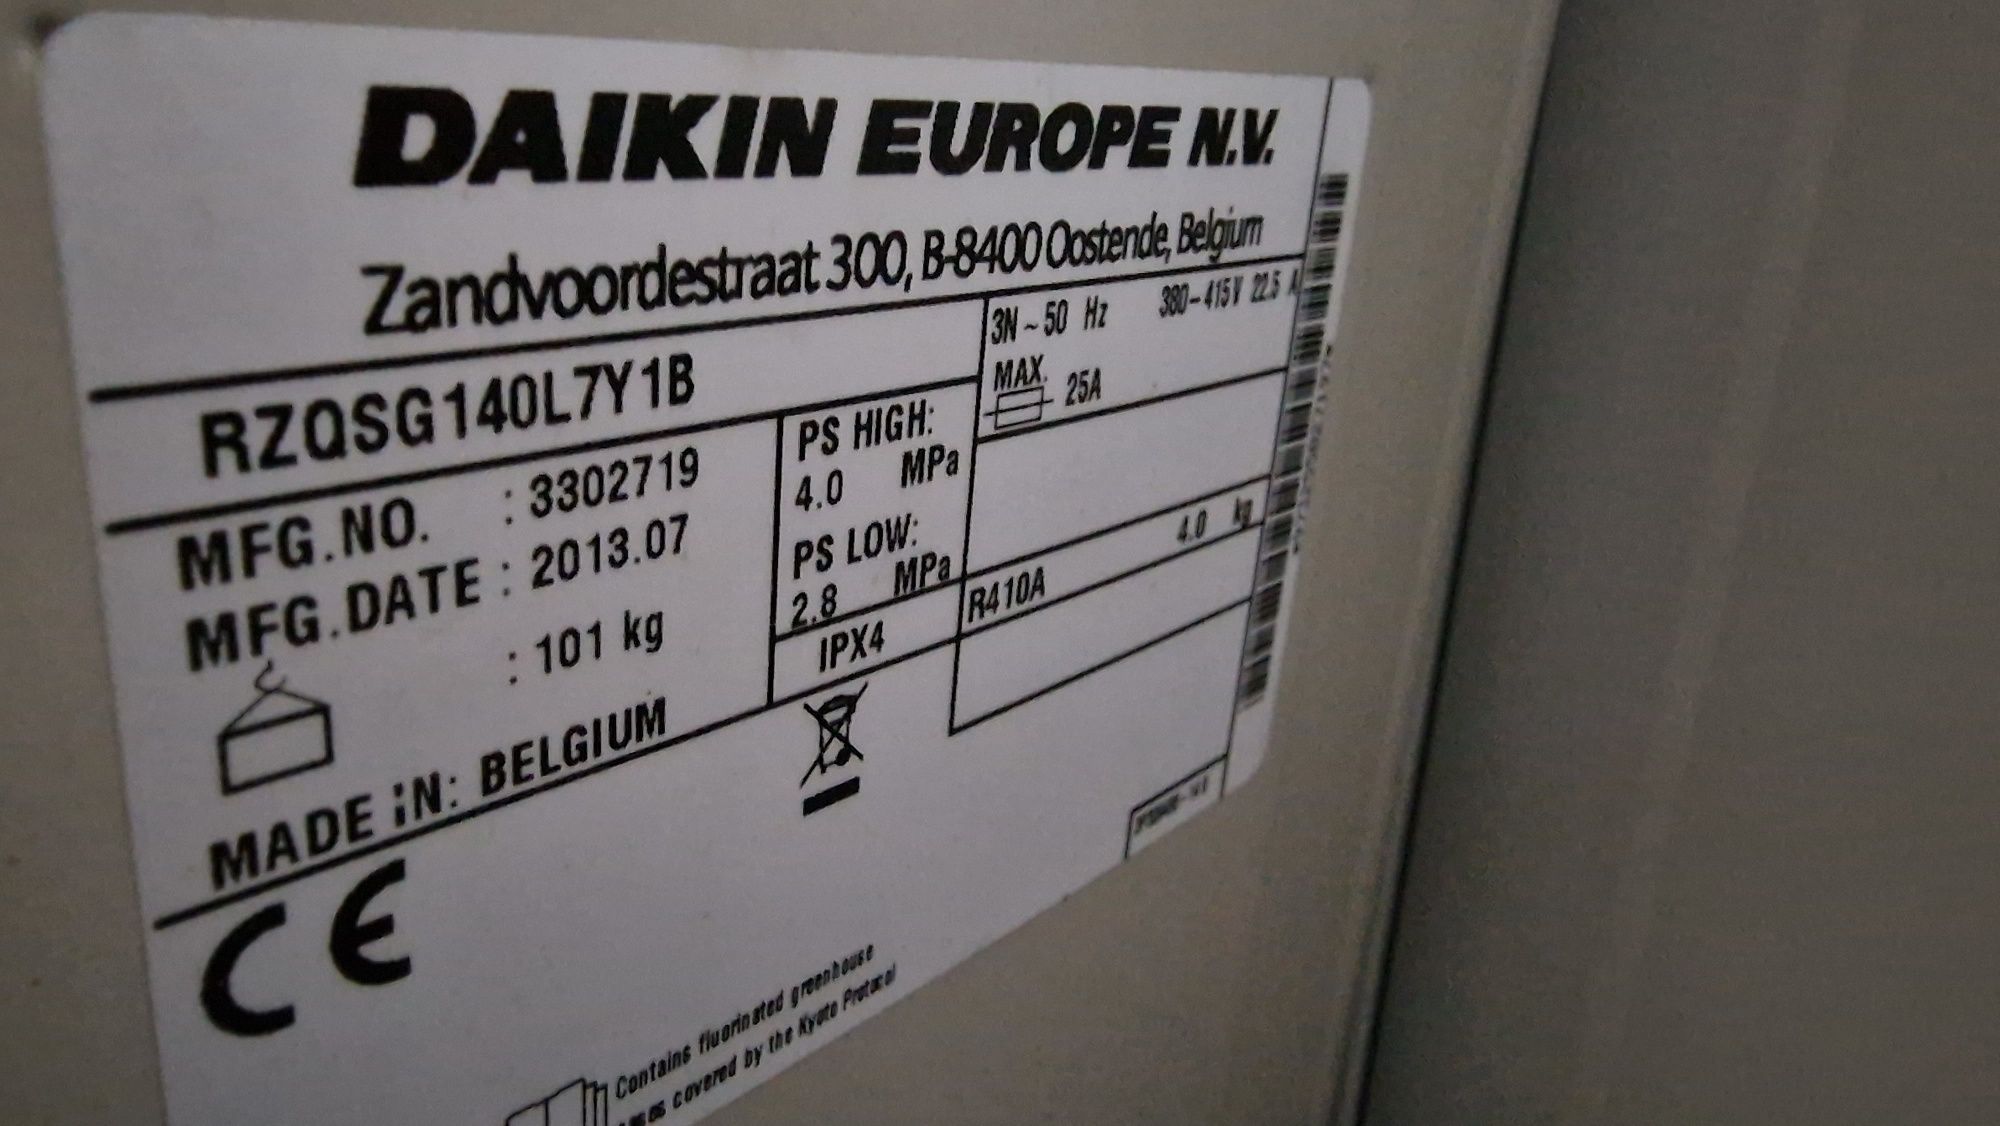 DAIKIN EUROPE N.V.
Zandvoordestraat 300, B-8400 Oostende, Belgium
RZQSG140L7Y1B
3N ~ 50 Hz 380-415V 22.5 A
MAX. 25A
MFG.NO. : 3302719
MFG.DATE : 2013.07
: 101 kg
MADE iN: BELGIUM
PS HIGH:
4.0 MPa
PS LOW:
2.8 MPa
IPX4
4.0 kg
R410A
CE
Contains fluorinated greenhouse
covered by the Kyoto Protocol